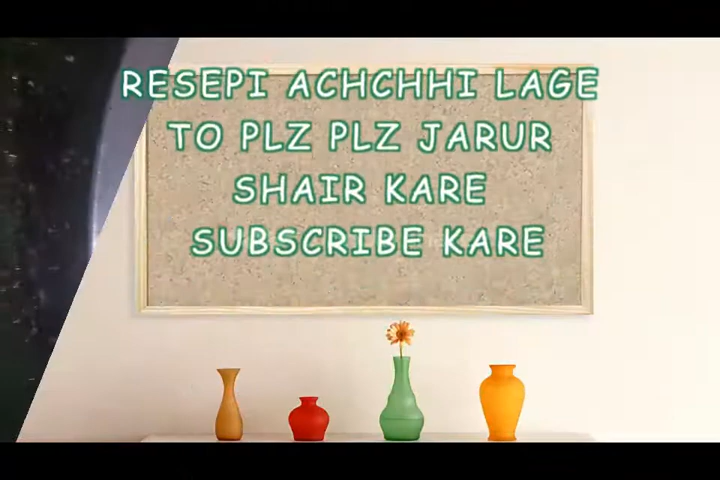 RESEPI ACHCHHI LAGE
TO PLZ PLZ JARUR
SHAIR KARE
SUBSCRIBE KARE